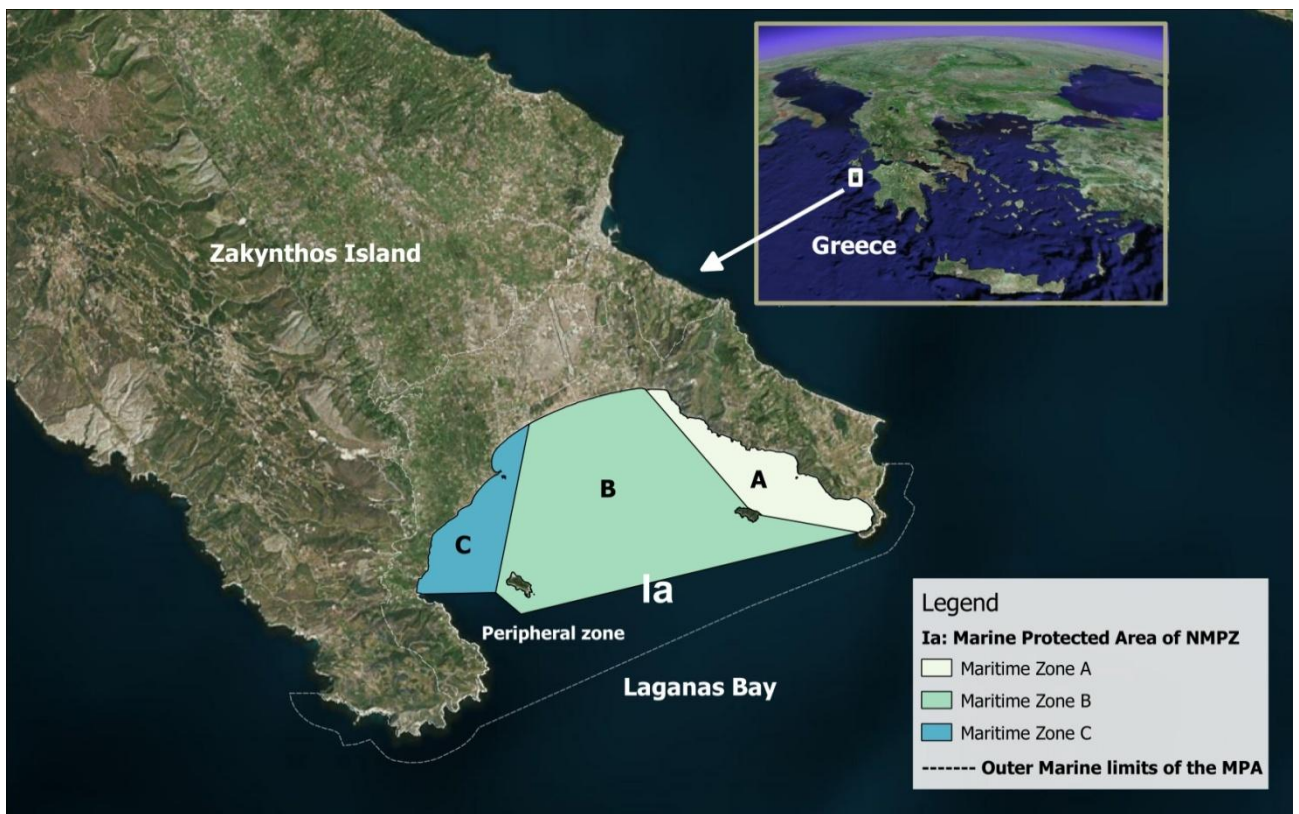 Zakynthos Island
Greece
A
B
C
Ia
Peripheral zone
Laganas Bay
Legend
Ia: Marine Protected Area of NMPZ
Maritime Zone A
Maritime Zone B
Maritime Zone C
Outer Marine limits of the MPA